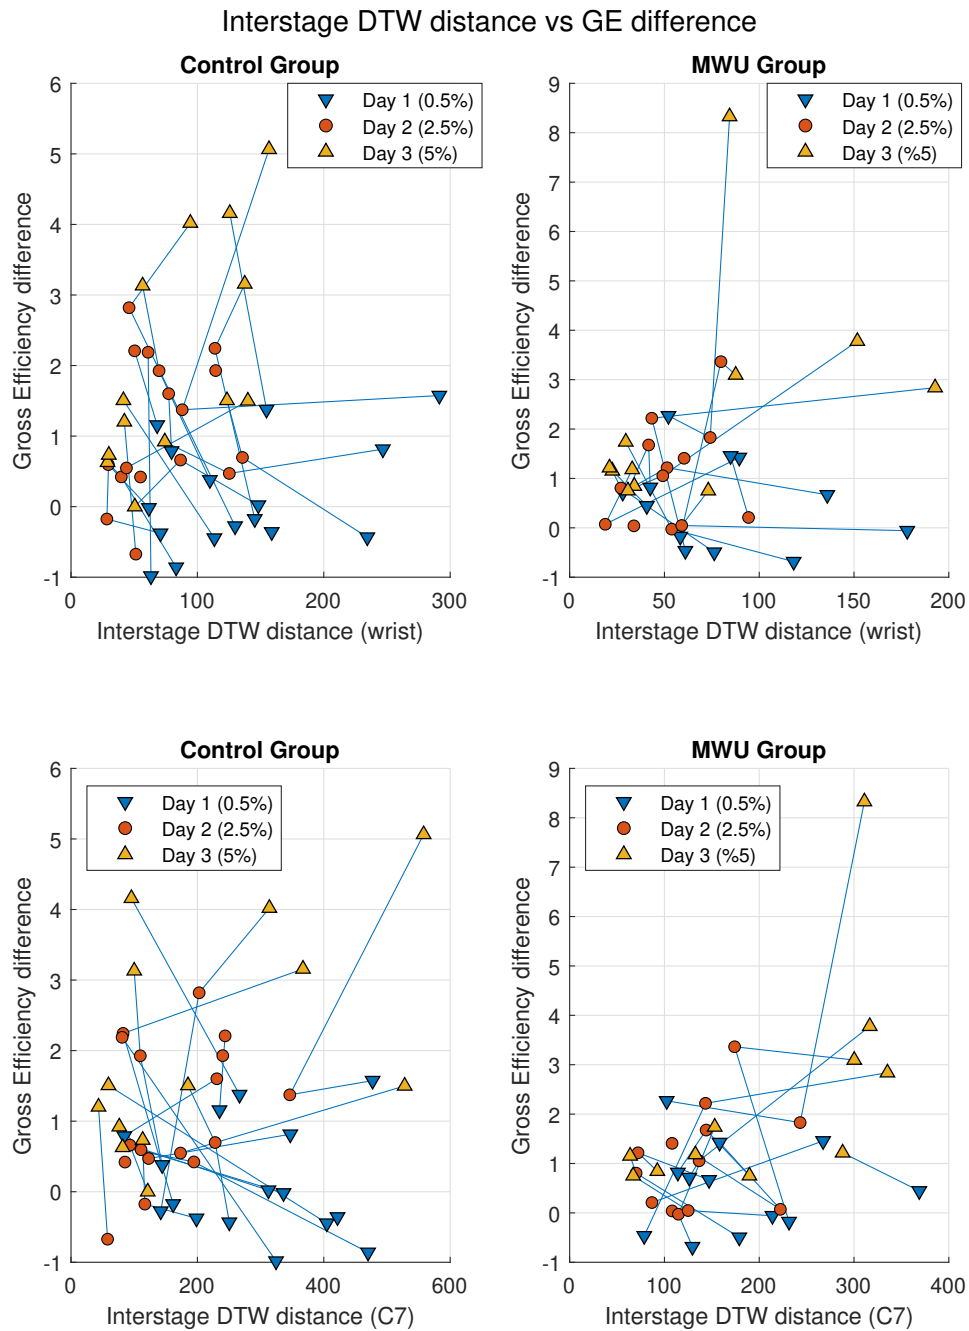 Interstage DTW distance vs GE difference
Control Group
Gross Efficiency difference
6
5
4
3
2
1
0
-1
Day 1 (0.5%)
Day 2 (2.5%)
Day 3 (5%)
0
100
200
300
Interstage DTW distance (wrist)
MWU Group
Gross Efficiency difference
9
8
7
6
5
4
3
2
1
0
-1
Day 1 (0.5%)
Day 2 (2.5%)
Day 3 (%5)
0
50
100
150
200
Interstage DTW distance (wrist)
Control Group
Gross Efficiency difference
6
5
4
3
2
1
0
-1
Day 1 (0.5%)
Day 2 (2.5%)
Day 3 (5%)
0
200
400
600
Interstage DTW distance (C7)
MWU Group
Gross Efficiency difference
9
8
7
6
5
4
3
2
1
0
-1
Day 1 (0.5%)
Day 2 (2.5%)
Day 3 (%5)
0
100
200
300
400
Interstage DTW distance (C7)